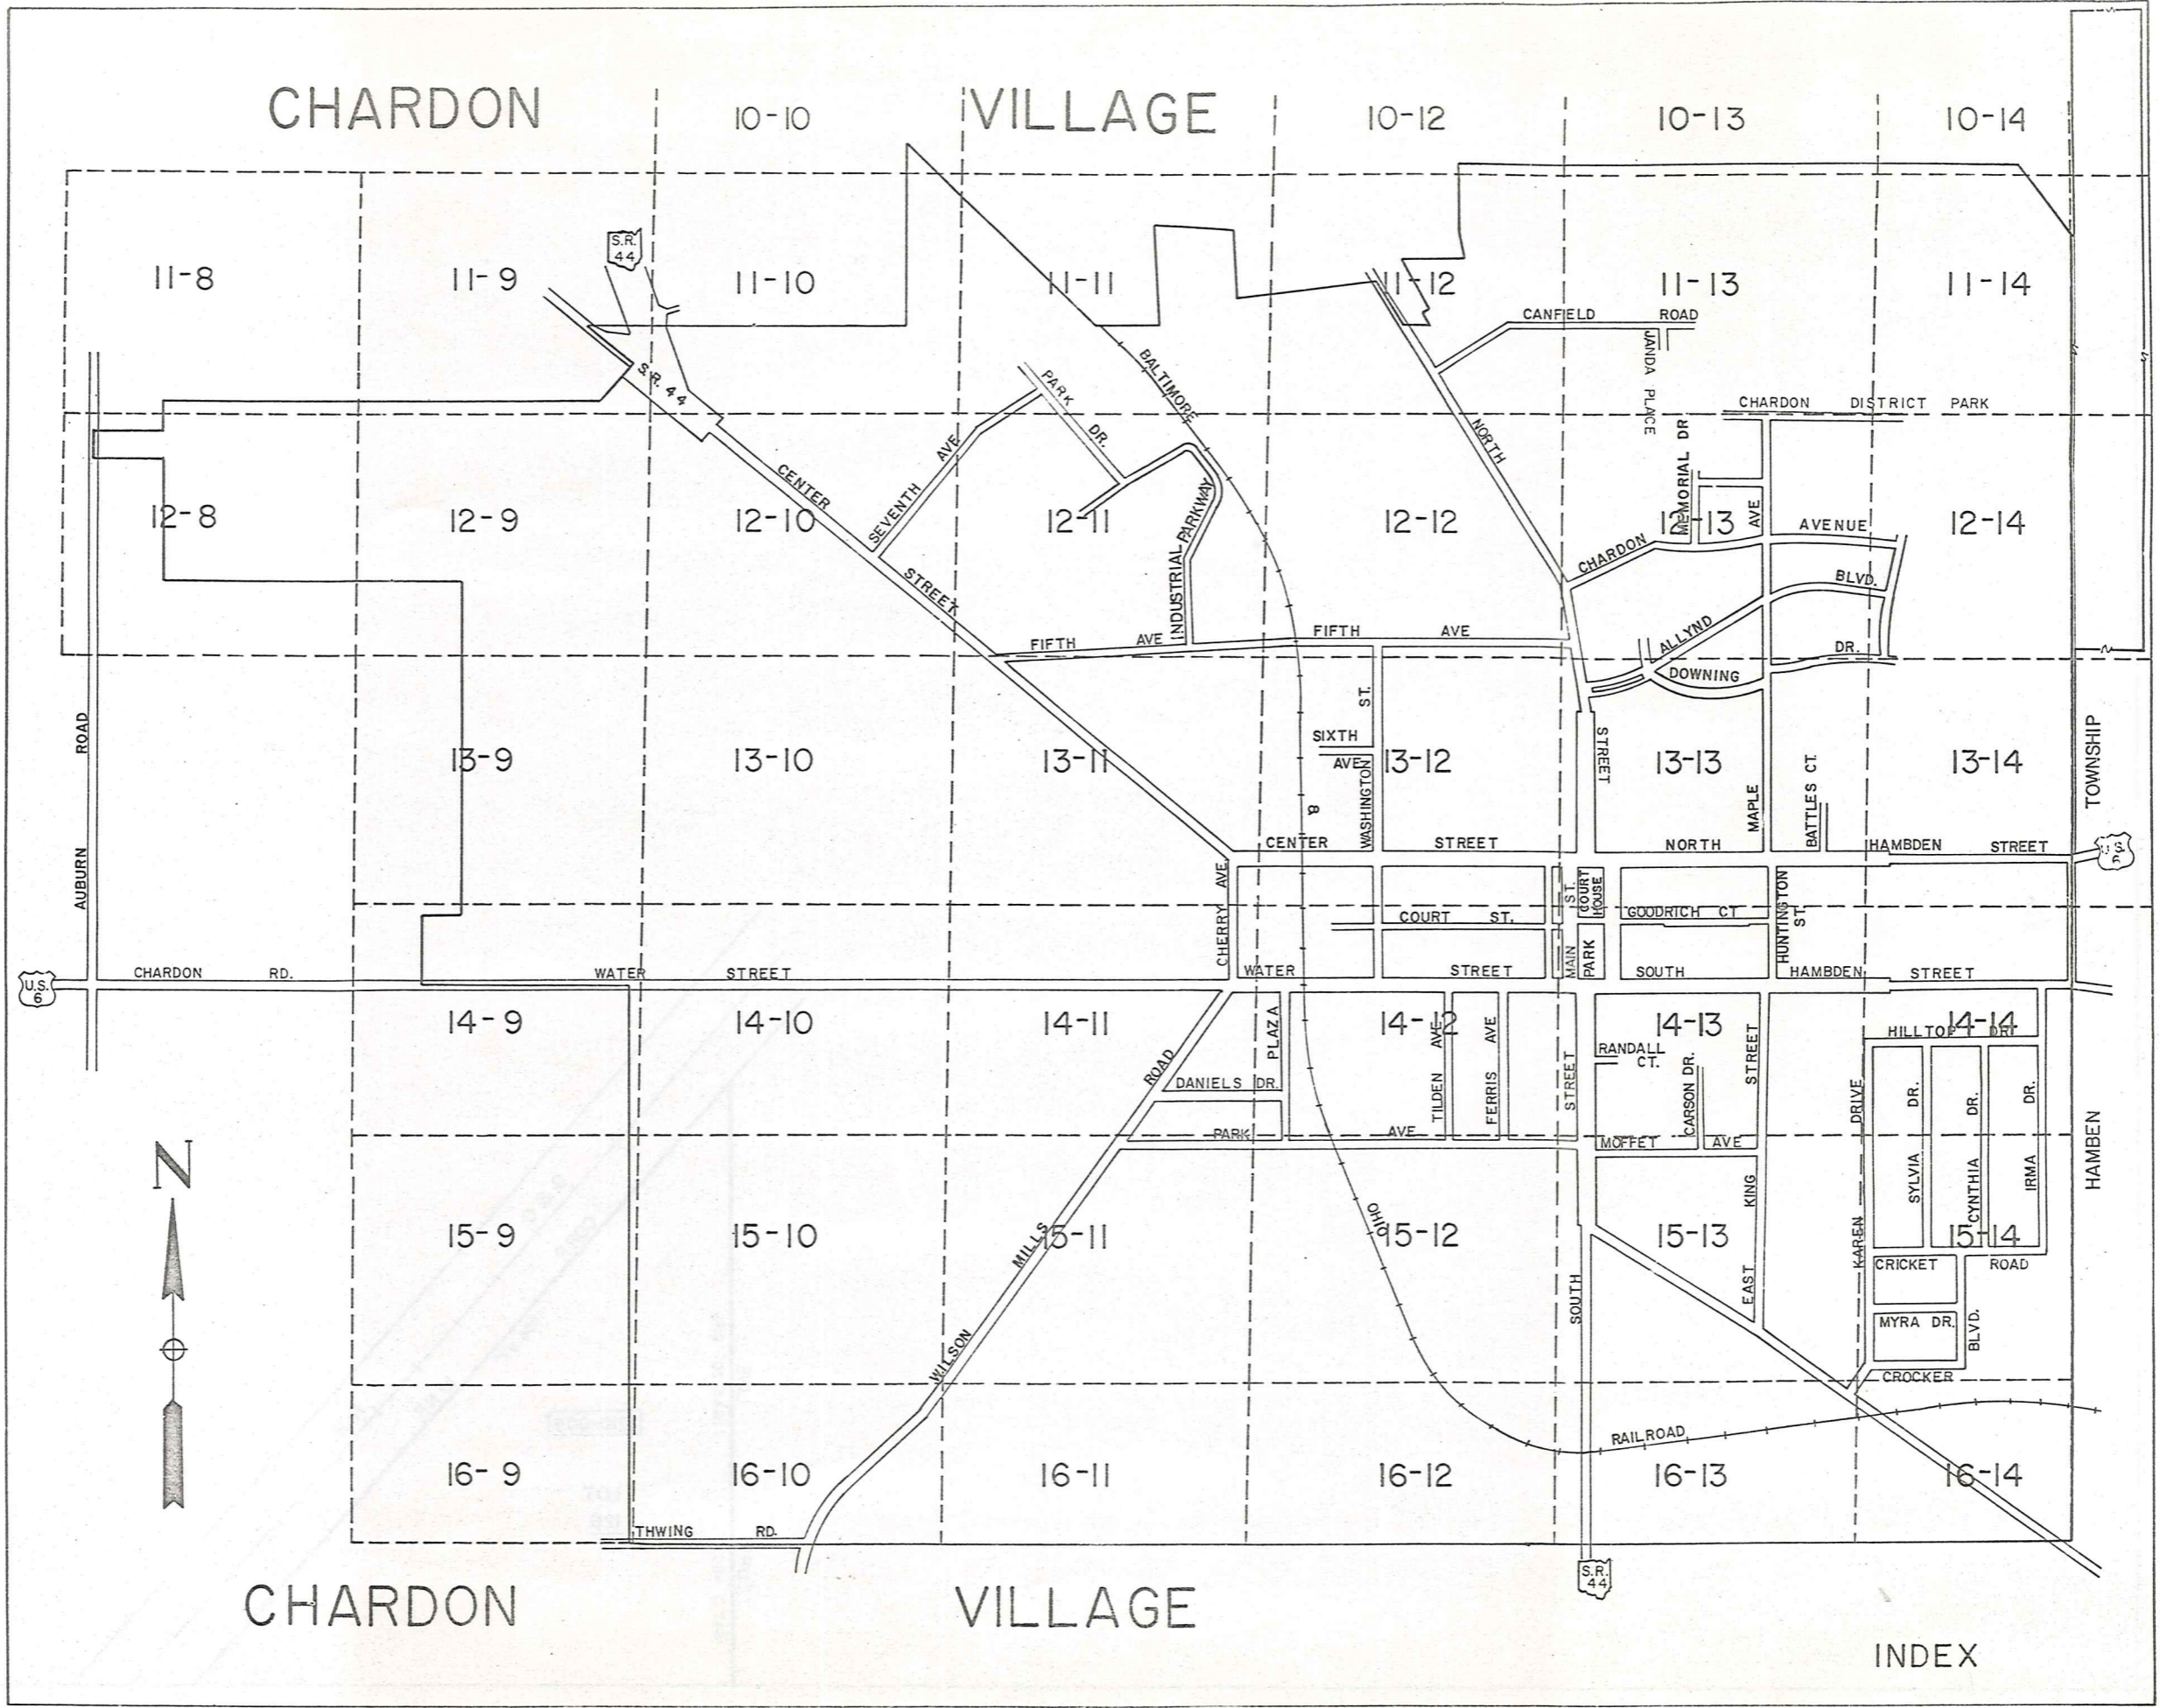 CHARDON VILLAGE
10-10
10-12
10-13
10-14
S.R.
44
11-8
11-9
11-10
11-11
11-12
11-13
11-14
CANFIELD ROAD
JANDA PLACE
S.R. 44
PARK DR.
BALTIMORE
NORTH
CHARDON DISTRICT PARK
MEMORIAL DR
SEVENTH AVE
CENTER
STREET
INDUSTRIAL PARKWAY
12-8
12-9
12-10
12-11
12-12
12-13
12-14
CHARDON
AVE
AVENUE
BLVD.
ALLYND
DR.
DOWNING
FIFTH AVE
FIFTH AVE
ST.
SIXTH
AVE
WASHINGTON
&
STREET
MAPLE
BATTLES CT.
13-9
13-10
13-11
13-12
13-13
13-14
TOWNSHIP
AUBURN ROAD
CENTER STREET
NORTH HAMBDEN STREET
U.S.
6
CHERRY AVE
COURT ST.
MAIN ST.
COURT
HOUSE
PARK
GOODRICH CT
HUNTINGTON
ST.
U.S.
6
CHARDON RD.
WATER STREET
WATER STREET
SOUTH HAMBDEN STREET
14-9
14-10
14-11
14-12
14-13
14-14
HILLTOP DR.
PLAZA
ROAD
DANIELS DR.
TILDEN AVE
FERRIS AVE
STREET
RANDALL
CT.
CARSON DR.
STREET
DRIVE
SYLVIA DR.
CYNTHIA DR.
IRMA DR.
HAMBEN
PARK AVE
MOFFET AVE
N
15-9
15-10
15-11
15-12
15-13
15-14
MILLS
WILSON
OHIO
SOUTH
EAST KING
KAREN
CRICKET ROAD
MYRA DR.
BLVD.
CROCKER
RAILROAD
16-9
16-10
16-11
16-12
16-13
16-14
THWING RD.
S.R.
44
CHARDON VILLAGE
INDEX